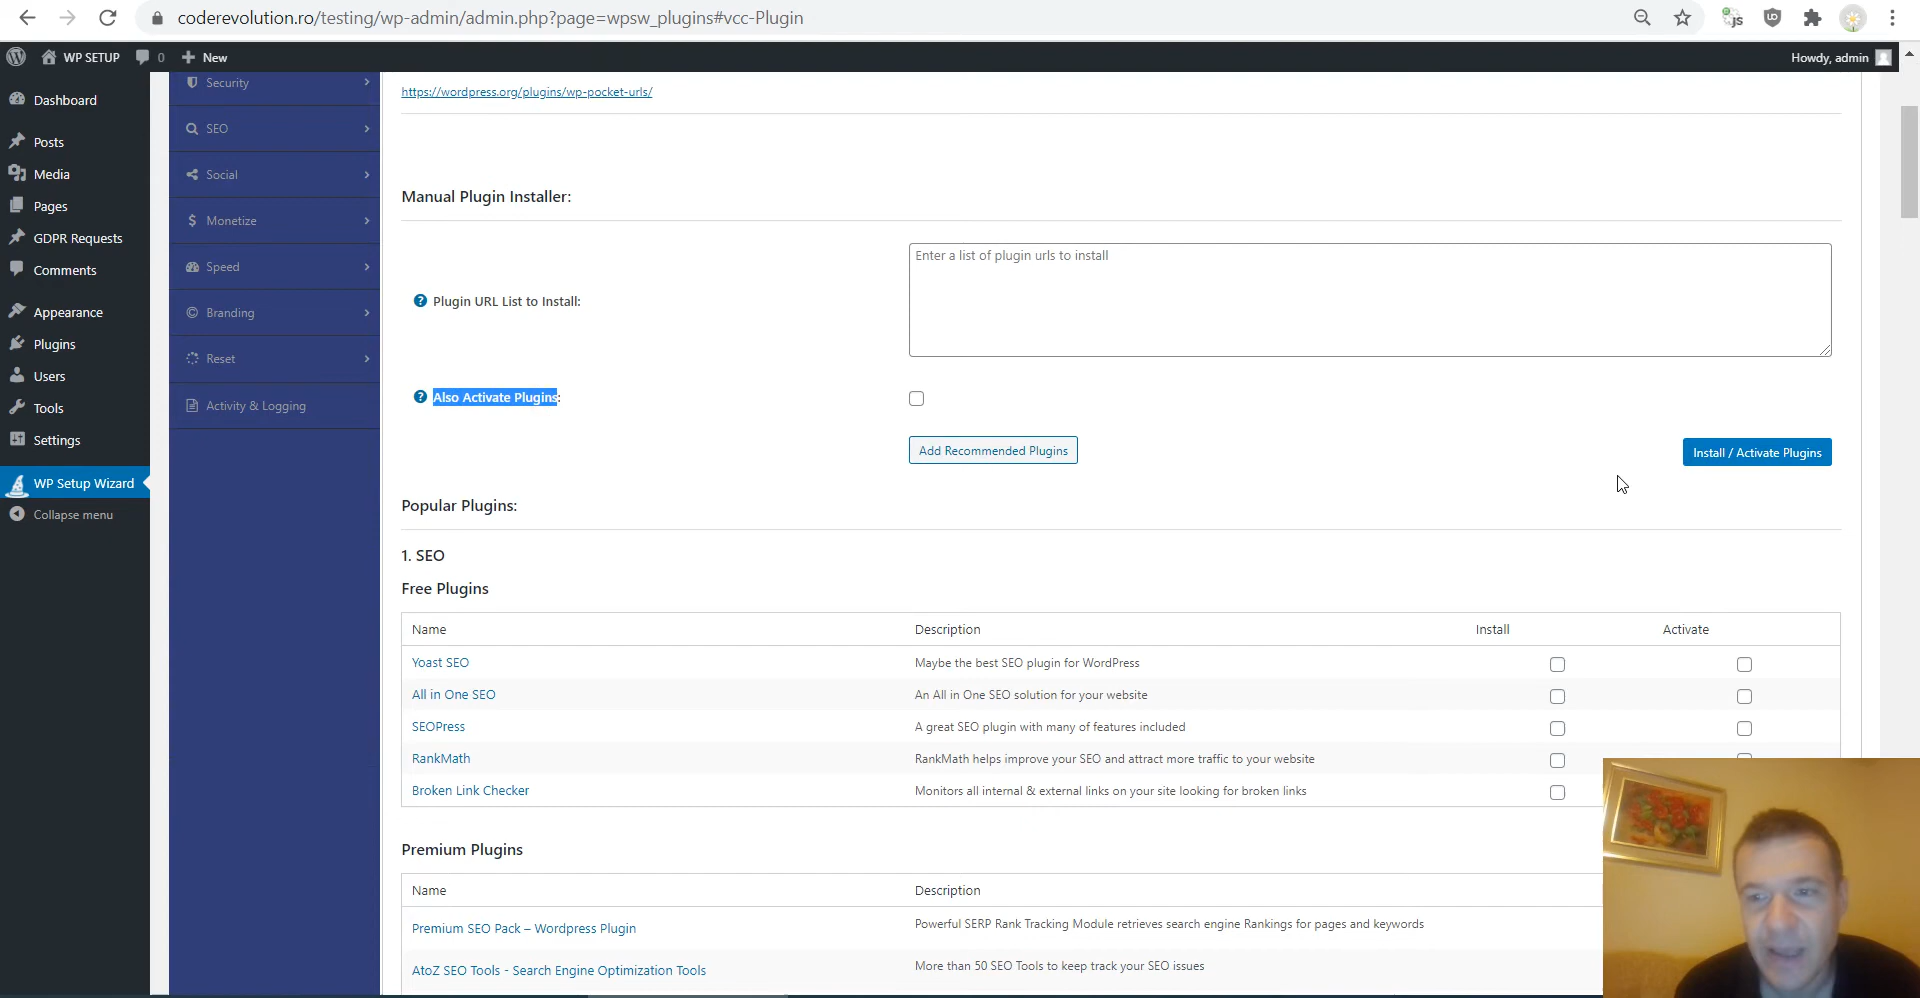 coderevolution.ro/testing/wp-admin/admin.php?page=wpsw_plugins#vcc-Plugin
WP SETUP 0 New
Howdy, admin
Dashboard
Posts
Media
Pages
GDPR Requests
Comments
Appearance
Plugins
Users
Tools
Settings
WP Setup Wizard
Collapse menu
Security
SEO
Social
Monetize
Speed
Branding
Reset
Activity & Logging
https://wordpress.org/plugins/wp-pocket-urls/
Manual Plugin Installer:
Plugin URL List to Install:
Enter a list of plugin urls to install
Also Activate Plugins:
Add Recommended Plugins
Install / Activate Plugins
Popular Plugins:
1. SEO
Free Plugins
Name Description Install Activate
Yoast SEO Maybe the best SEO plugin for WordPress
All in One SEO An All in One SEO solution for your website
SEOPress A great SEO plugin with many of features included
RankMath RankMath helps improve your SEO and attract more traffic to your website
Broken Link Checker Monitors all internal & external links on your site looking for broken links
Premium Plugins
Name Description
Premium SEO Pack – Wordpress Plugin Powerful SERP Rank Tracking Module retrieves search engine Rankings for pages and keywords
AtoZ SEO Tools - Search Engine Optimization Tools More than 50 SEO Tools to keep track your SEO issues